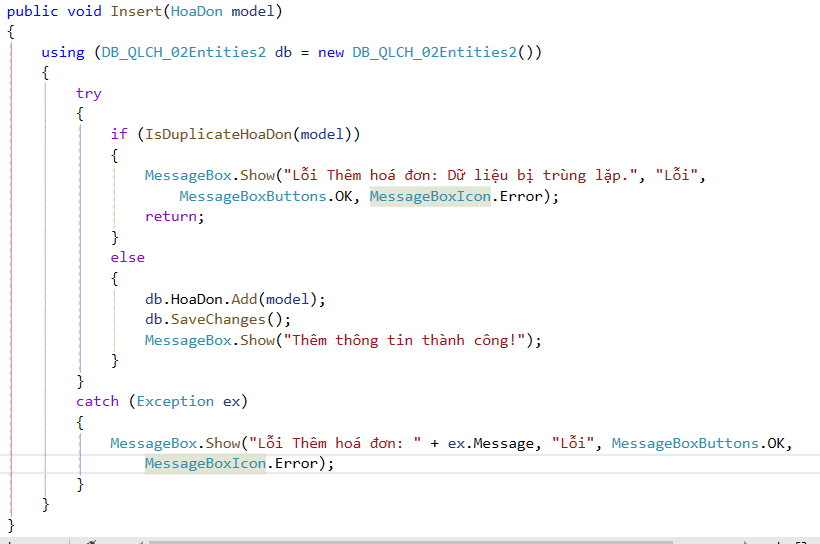 public void Insert(HoaDon model)
{
using (DB_QLCH_02Entities2 db = new DB_QLCH_02Entities2())
{
try
{
if (IsDuplicateHoaDon(model))
{
MessageBox.Show("Lỗi Thêm hoá đơn: Dữ liệu bị trùng lặp.", "Lỗi",
MessageBoxButtons.OK, MessageBoxIcon.Error);
return;
}
else
{
db.HoaDon.Add(model);
db.SaveChanges();
MessageBox.Show("Thêm thông tin thành công!");
}
}
catch (Exception ex)
{
MessageBox.Show("Lỗi Thêm hoá đơn: " + ex.Message, "Lỗi", MessageBoxButtons.OK,
MessageBoxIcon.Error);
}
}
}